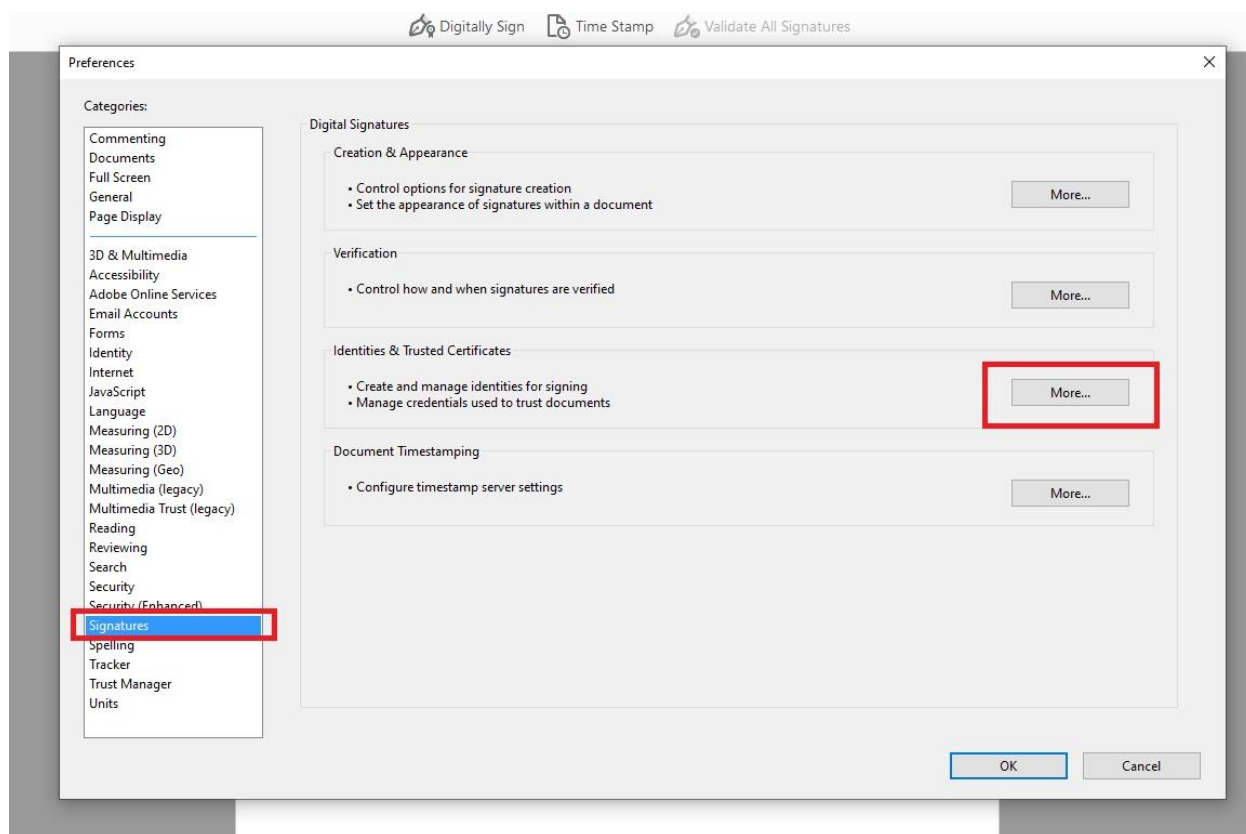 Digitally Sign Time Stamp Validate All Signatures
Preferences
Categories:
Commenting
Documents
Full Screen
General
Page Display
3D & Multimedia
Accessibility
Adobe Online Services
Email Accounts
Forms
Identity
Internet
JavaScript
Language
Measuring (2D)
Measuring (3D)
Measuring (Geo)
Multimedia (legacy)
Multimedia Trust (legacy)
Reading
Reviewing
Search
Security
Security (Enhanced)
Signatures
Spelling
Tracker
Trust Manager
Units
Digital Signatures
Creation & Appearance
• Control options for signature creation
• Set the appearance of signatures within a document
More...
Verification
• Control how and when signatures are verified
More...
Identities & Trusted Certificates
• Create and manage identities for signing
• Manage credentials used to trust documents
More...
Document Timestamping
• Configure timestamp server settings
More...
OK Cancel